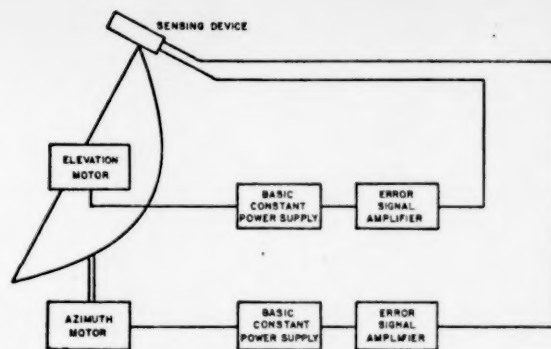 SENSING DEVICE
ELEVATION
MOTOR
BASIC
CONSTANT
POWER SUPPLY
ERROR
SIGNAL
AMPLIFIER
AZIMUTH
MOTOR
BASIC
CONSTANT
POWER SUPPLY
ERROR
SIGNAL
AMPLIFIER